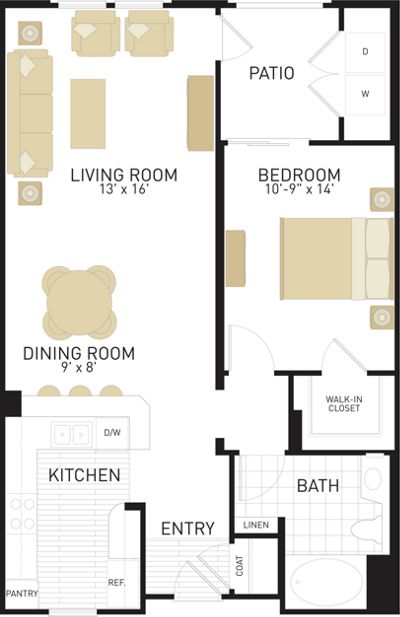 D
PATIO
W
LIVING ROOM
13' x 16'
BEDROOM
10'-9" x 14'
DINING ROOM
9' x 8'
WALK-IN
CLOSET
D/W
KITCHEN
BATH
ENTRY
LINEN
COAT
PANTRY
REF.